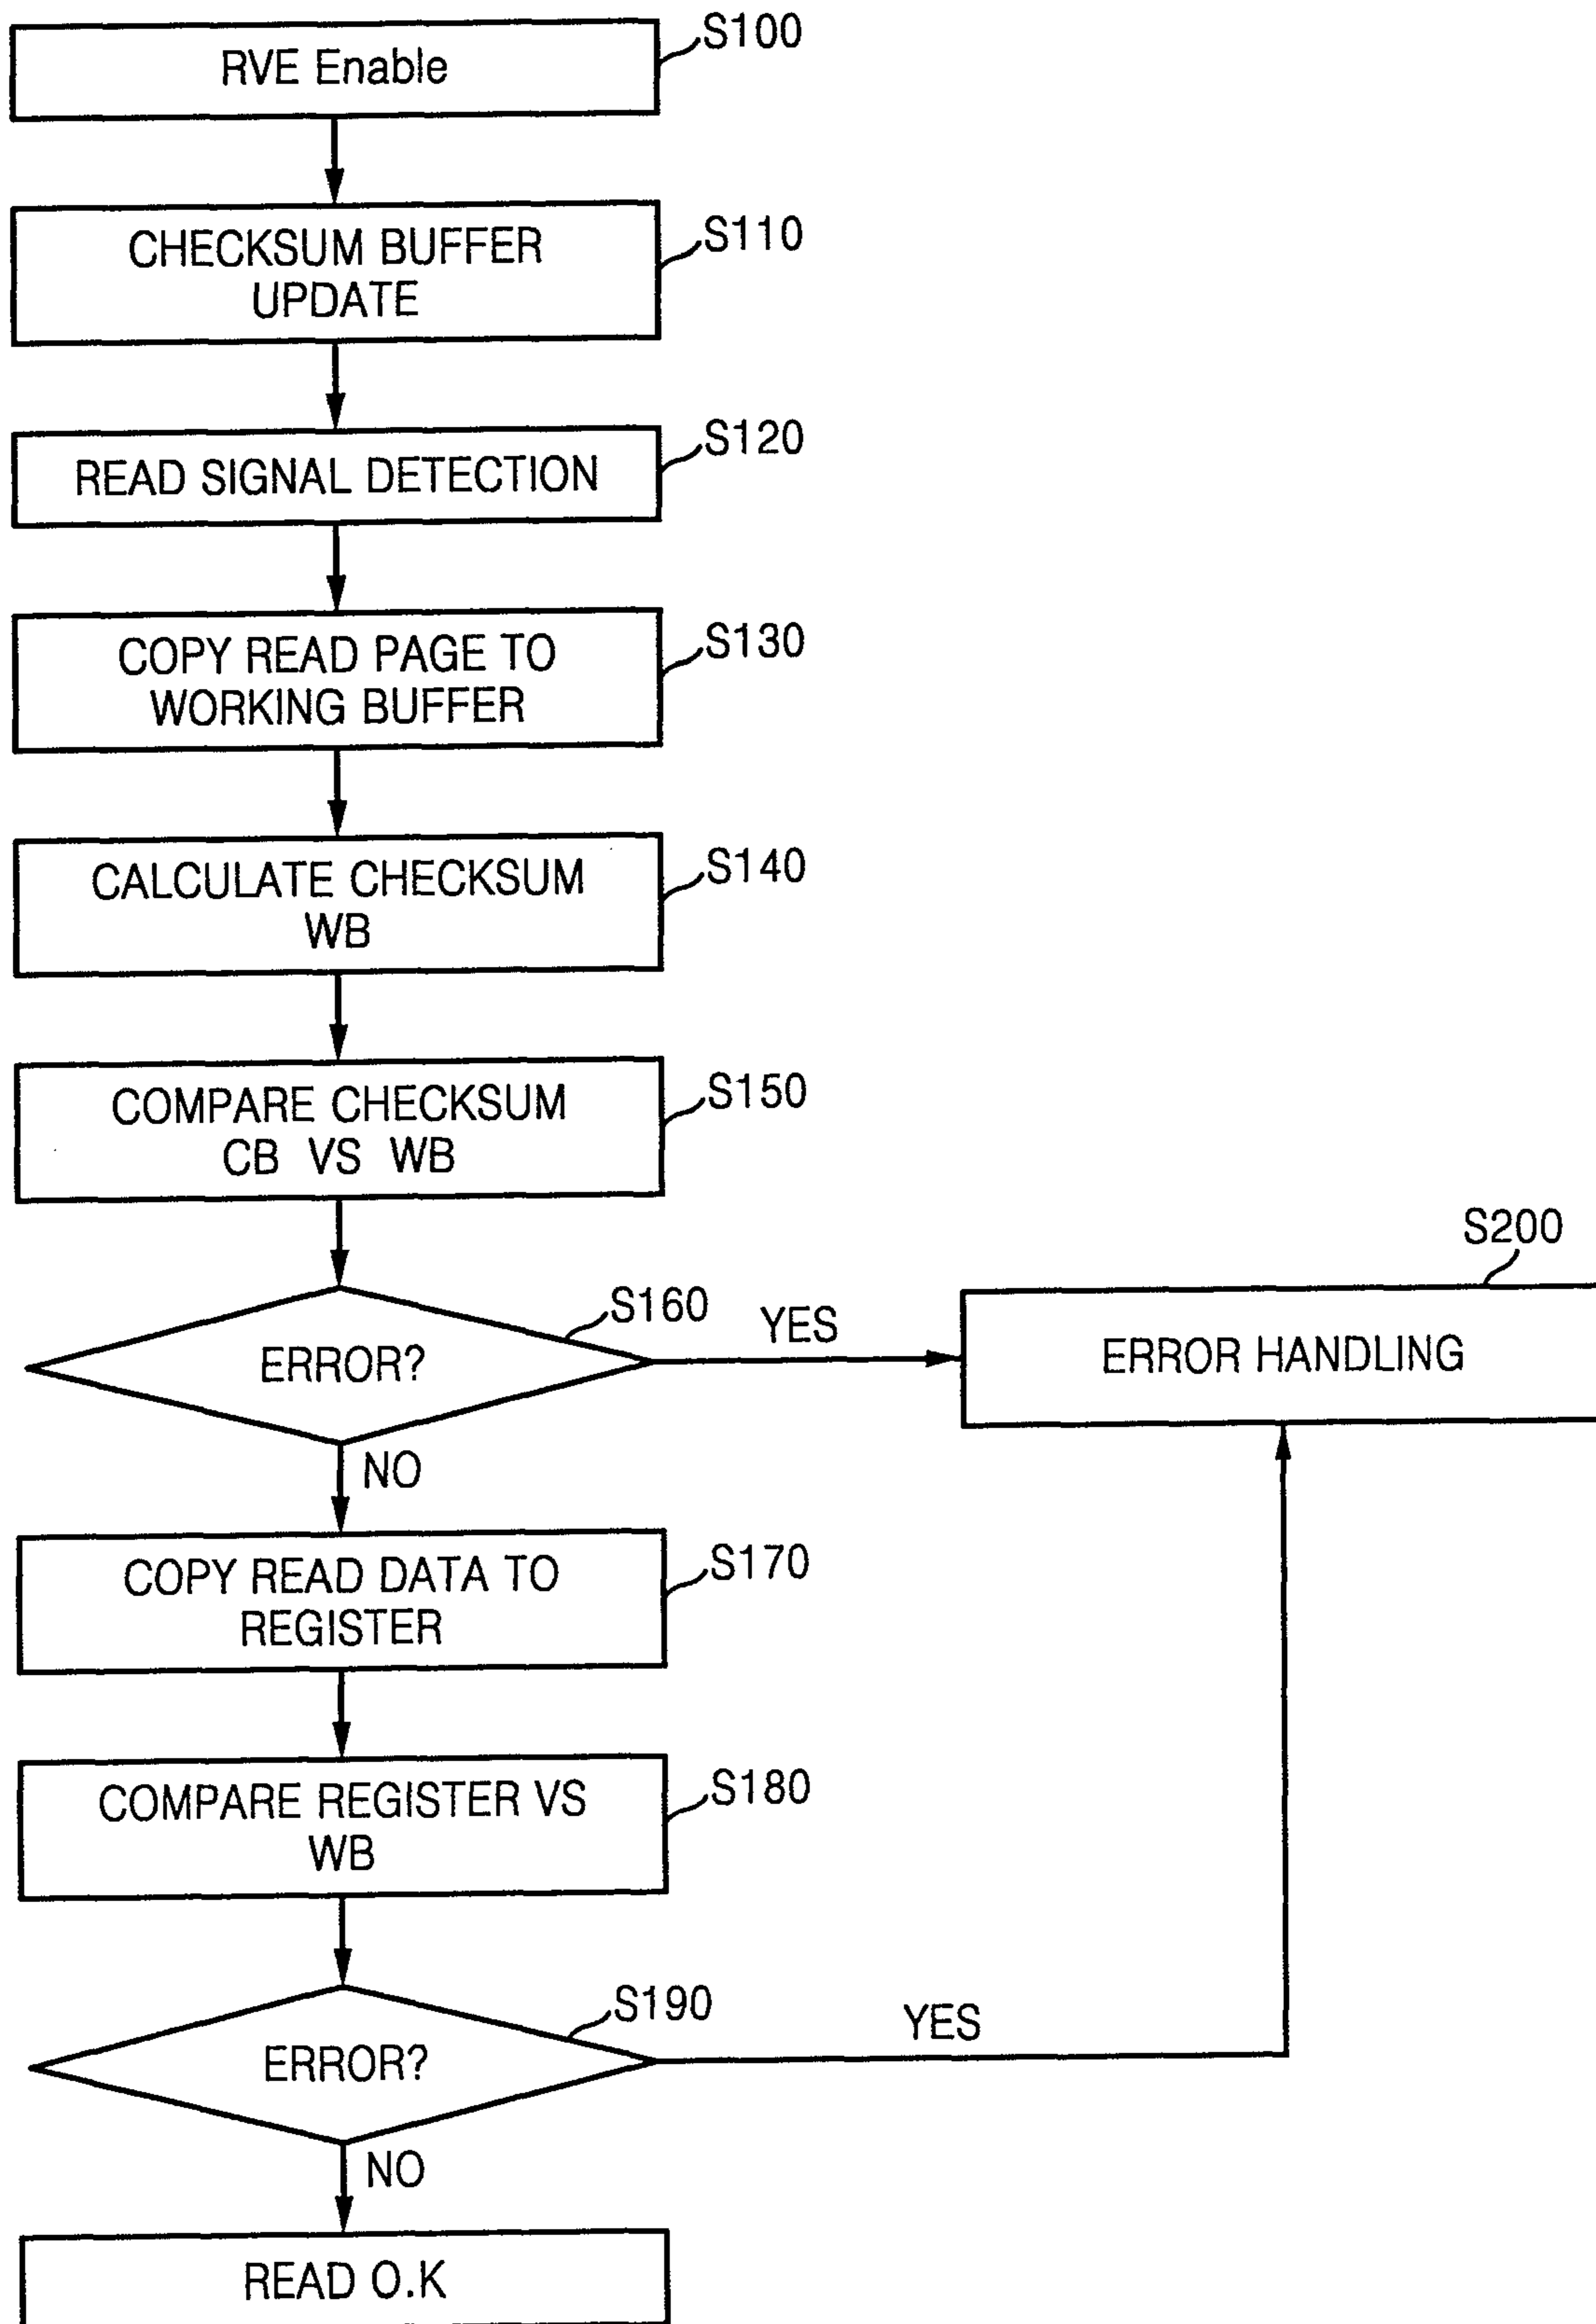 RVE Enable
S100
CHECKSUM BUFFER
UPDATE
S110
READ SIGNAL DETECTION
S120
COPY READ PAGE TO
WORKING BUFFER
S130
CALCULATE CHECKSUM
WB
S140
COMPARE CHECKSUM
CB VS WB
S150
ERROR?
S160
YES
ERROR HANDLING
S200
NO
COPY READ DATA TO
REGISTER
S170
COMPARE REGISTER VS
WB
S180
ERROR?
S190
YES
NO
READ O.K